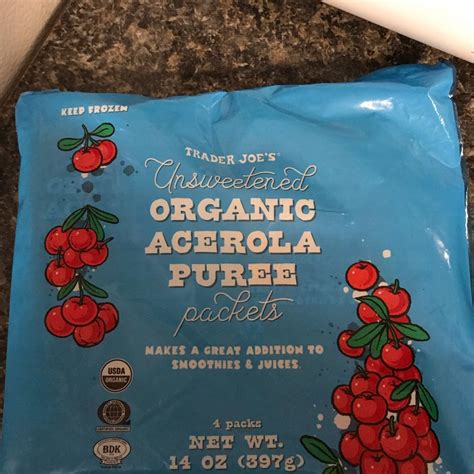 KEEP FROZEN
TRADER JOE'S
Unsweetened
ORGANIC
ACEROLA
PUREE
packets
MAKES A GREAT ADDITION TO
SMOOTHIES & JUICES.
USDA
ORGANIC
BDK
4 packs
NET WT.
14 OZ (397g)